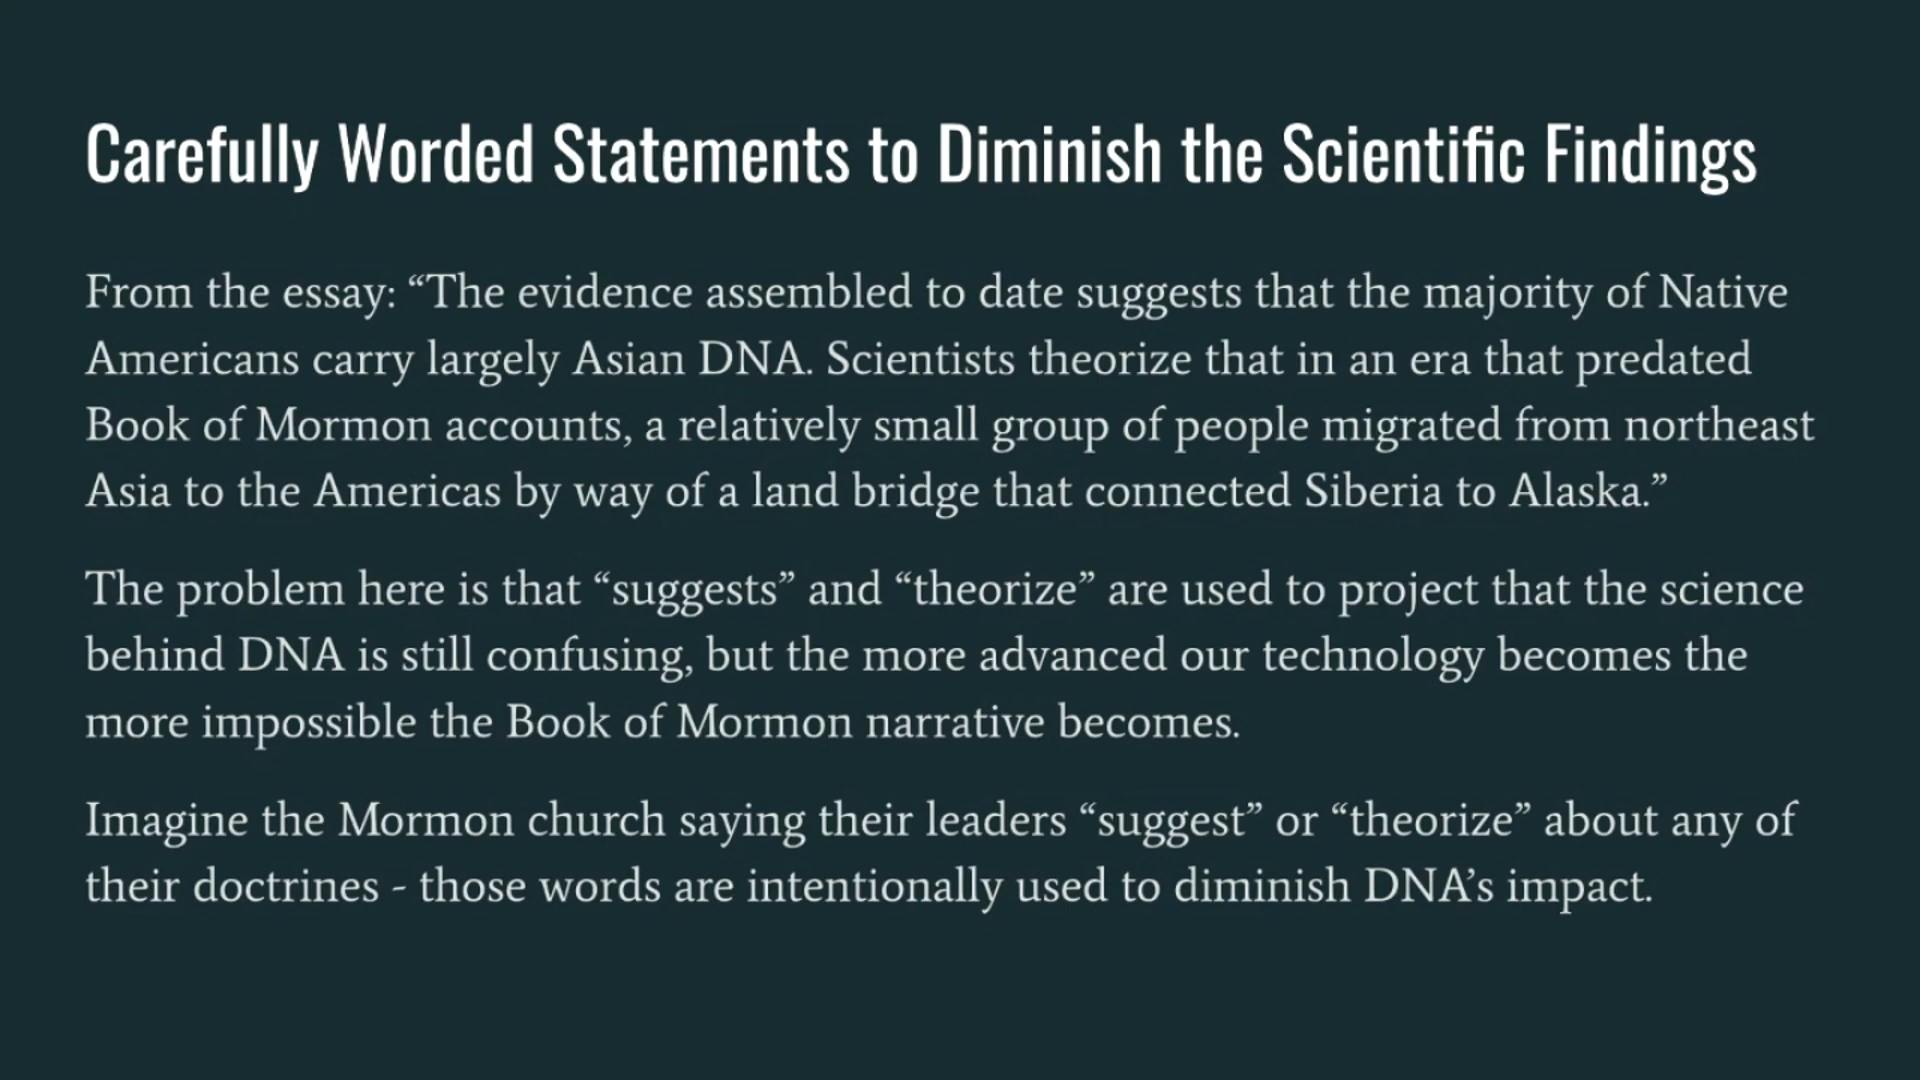 Carefully Worded Statements to Diminish the Scientific Findings
From the essay: “The evidence assembled to date suggests that the majority of Native
Americans carry largely Asian DNA. Scientists theorize that in an era that predated
Book of Mormon accounts, a relatively small group of people migrated from northeast
Asia to the Americas by way of a land bridge that connected Siberia to Alaska.”
The problem here is that “suggests” and “theorize” are used to project that the science
behind DNA is still confusing, but the more advanced our technology becomes the
more impossible the Book of Mormon narrative becomes.
Imagine the Mormon church saying their leaders “suggest” or “theorize” about any of
their doctrines - those words are intentionally used to diminish DNA’s impact.